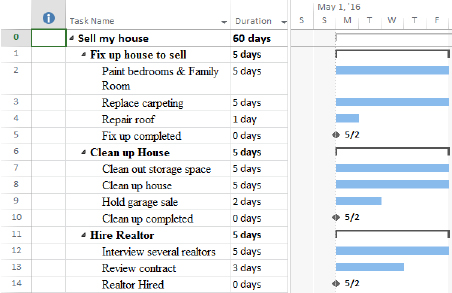 May 1, '16
Task Name Duration S S M T W T F
0 Sell my house 60 days
1 Fix up house to sell 5 days
2 Paint bedrooms & Family 5 days
Room
3 Replace carpeting 5 days
4 Repair roof 1 day
5 Fix up completed 0 days 5/2
6 Clean up House 5 days
7 Clean out storage space 5 days
8 Clean up house 5 days
9 Hold garage sale 2 days
10 Clean up completed 0 days 5/2
11 Hire Realtor 5 days
12 Interview several realtors 5 days
13 Review contract 3 days
14 Realtor Hired 0 days 5/2